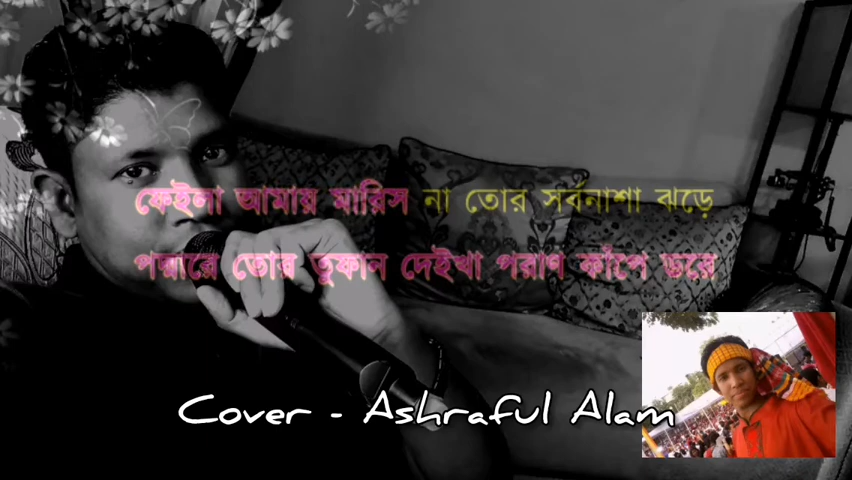 ফেইলা আমায় মারিস না তোর সর্বনাশা ঝড়ে
পদ্মারে তোর তুফান দেইখা পরাণ কাঁপে ডরে
Cover - Ashraful Alam